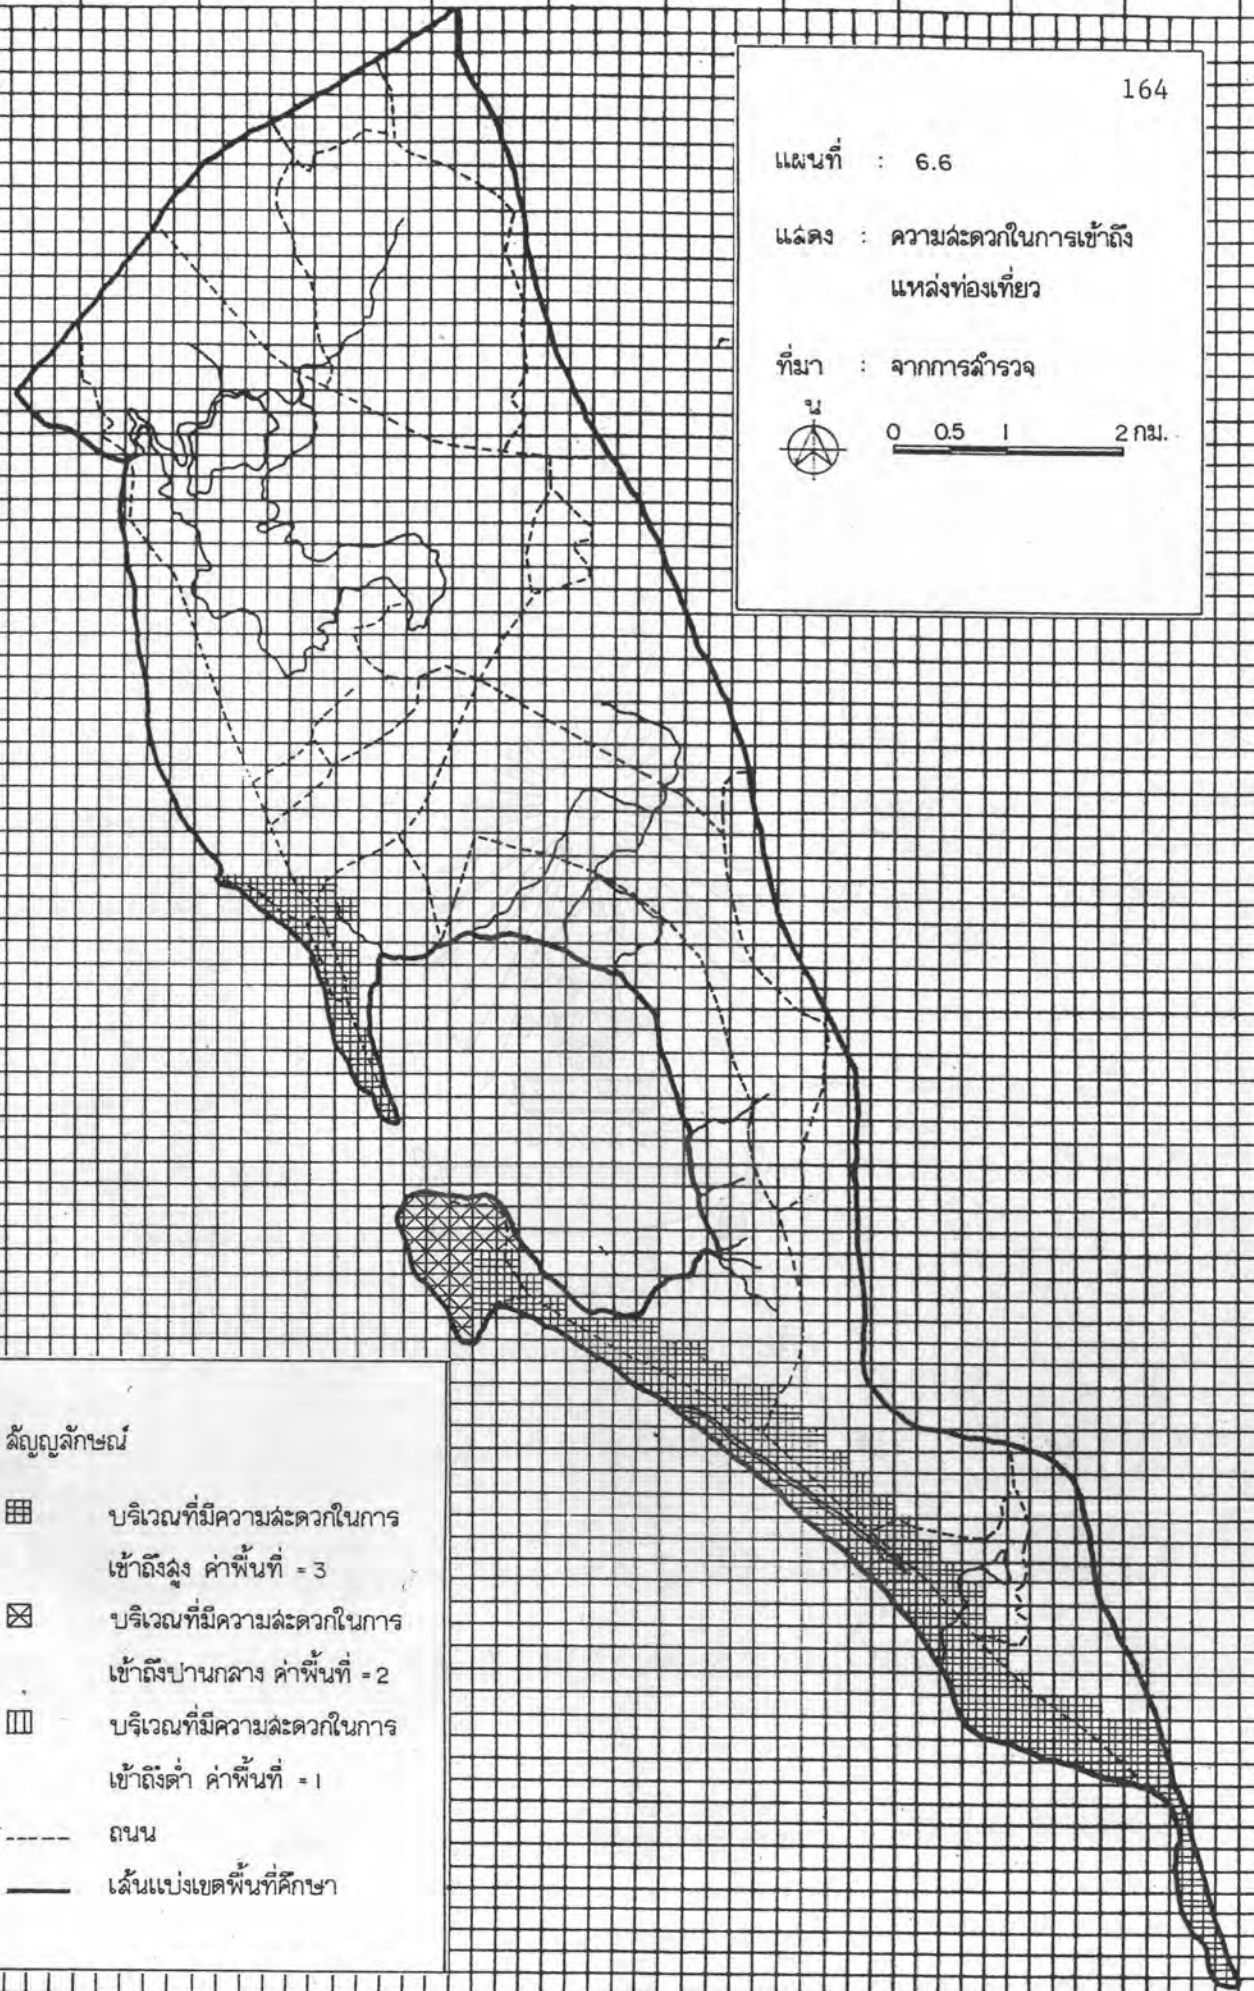 164
แผนที่ : 6.6
แสดง : ความสะดวกในการเข้าถึง
แหล่งท่องเที่ยว
ที่มา : จากการสำรวจ
น
0 0.5 1 2 กม.
สัญญลักษณ์
บริเวณที่มีความสะดวกในการ
เข้าถึงสูง ค่าพื้นที่ = 3
บริเวณที่มีความสะดวกในการ
เข้าถึงปานกลาง ค่าพื้นที่ = 2
บริเวณที่มีความสะดวกในการ
เข้าถึงต่ำ ค่าพื้นที่ = 1
ถนน
เส้นแบ่งเขตพื้นที่ศึกษา